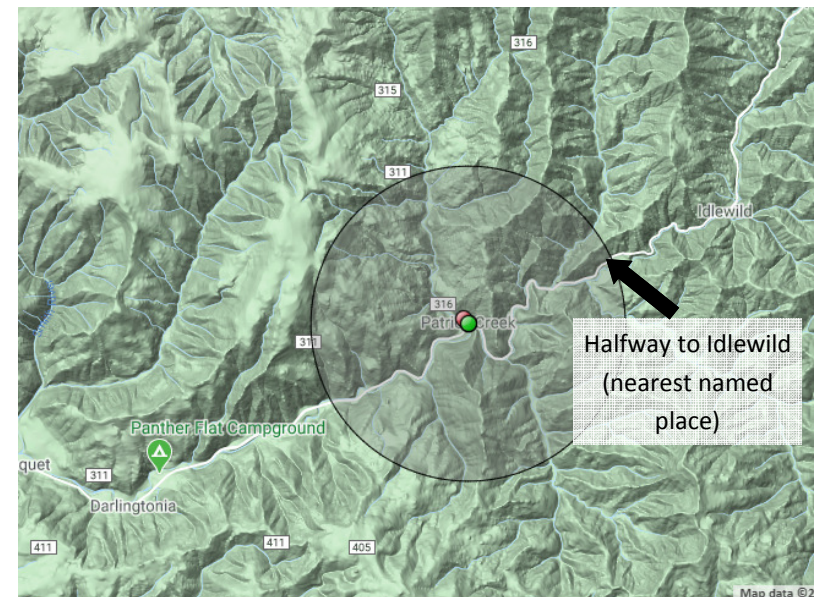 316
315
311
Idlewild
316
Patri Creek
311
Halfway to Idlewild
(nearest named
place)
Panther Flat Campground
311
quet
Darlingtonia
411
411
405
Map data ©2